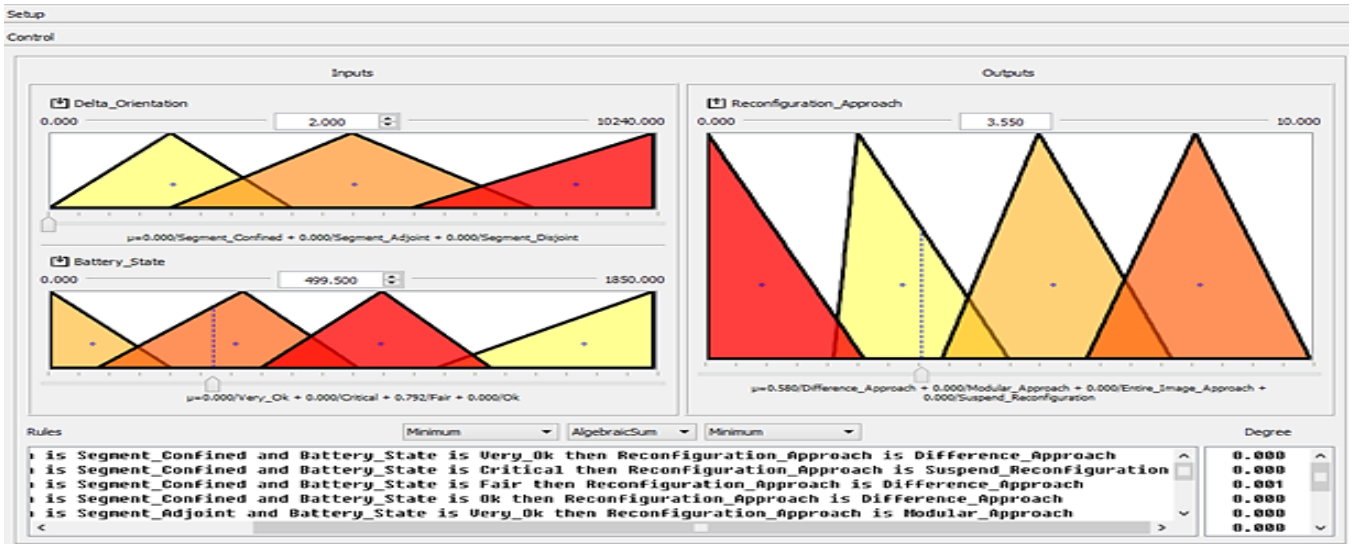 Setup
Control
Inputs
Outputs
Delta_Orientation
0.000 2.000 10240.000
μ=0.000/Segment_Confined + 0.000/Segment_Adjoint + 0.000/Segment_Disjoint
Battery_State
0.000 499.500 1850.000
μ=0.000/Very_Ok + 0.000/Critical + 0.792/Fair + 0.000/Ok
Reconfiguration_Approach
0.000 3.550 10.000
μ=0.580/Difference_Approach + 0.000/Modular_Approach + 0.000/Entire_Image_Approach +
0.000/Suspend_Reconfiguration
Rules Minimum AlgebraicSum Minimum Degree
is Segment_Confined and Battery_State is Very_Ok then Reconfiguration_Approach is Difference_Approach 0.000
is Segment_Confined and Battery_State is Critical then Reconfiguration_Approach is Suspend_Reconfiguration 0.000
is Segment_Confined and Battery_State is Fair then Reconfiguration_Approach is Difference_Approach 0.001
is Segment_Confined and Battery_State is Ok then Reconfiguration_Approach is Difference_Approach 0.000
is Segment_Adjoint and Battery_State is Very_Ok then Reconfiguration_Approach is Modular_Approach 0.000
0.000